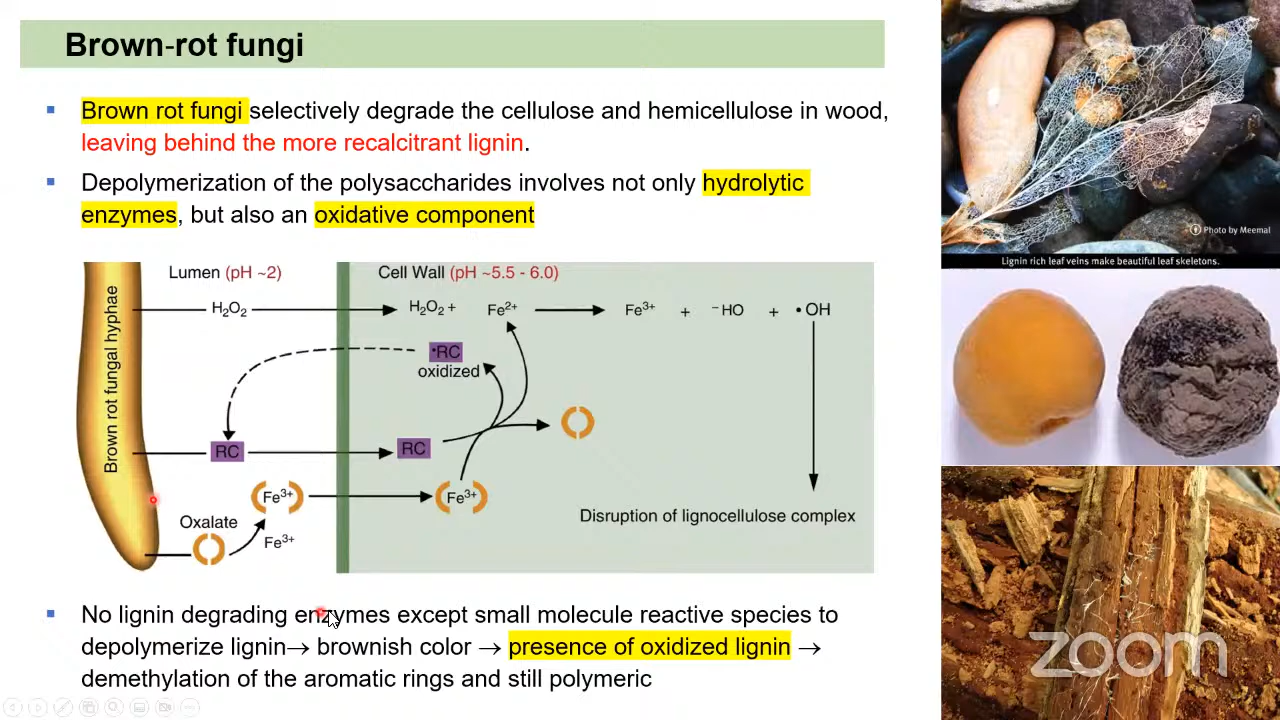 Brown-rot fungi
▪ Brown rot fungi selectively degrade the cellulose and hemicellulose in wood,
leaving behind the more recalcitrant lignin.
▪ Depolymerization of the polysaccharides involves not only hydrolytic
enzymes, but also an oxidative component
Lumen (pH ~2)
Cell Wall (pH ~5.5 - 6.0)
Brown rot fungal hyphae
H₂O₂
H₂O₂ + Fe²⁺
Fe³⁺ + ⁻HO + •OH
•RC
oxidized
RC
RC
Fe³⁺
Fe³⁺
Oxalate
Fe³⁺
Disruption of lignocellulose complex
▪ No lignin degrading enzymes except small molecule reactive species to
depolymerize lignin→ brownish color → presence of oxidized lignin →
demethylation of the aromatic rings and still polymeric
Photo by Meemal
Lignin rich leaf veins make beautiful leaf skeletons.
zoom